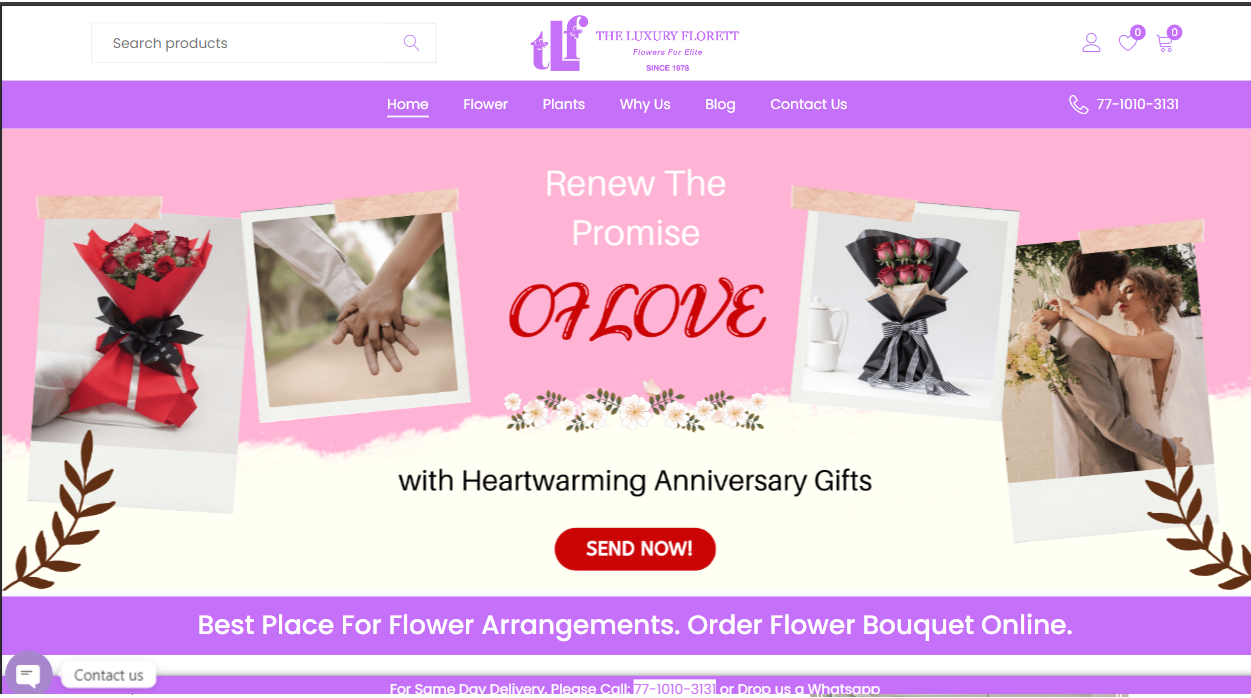 Search products
tlf
THE LUXURY FLORETT
Flowers For Elite
SINCE 1978
0
0
Home Flower Plants Why Us Blog Contact Us
77-1010-3131
Renew The
Promise
OF LOVE
with Heartwarming Anniversary Gifts
SEND NOW!
Best Place For Flower Arrangements. Order Flower Bouquet Online.
Contact us
For Same Day Delivery, Please Call: 77-1010-3131 or Drop us a Whatsapp